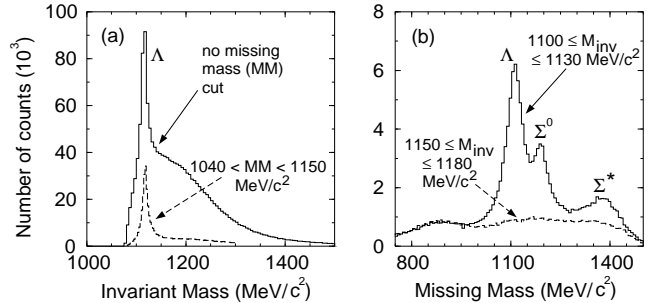 (a)
Λ
no missing
mass (MM)
cut
1040 < MM < 1150
MeV/c²
Number of counts (10³)
100
80
60
40
20
0
1000 1200 1400
Invariant Mass (MeV/c²)
(b)
Λ
1100 ≤ M_inv
≤ 1130 MeV/c²
Σ⁰
1150 ≤ M_inv
≤ 1180
MeV/c²
Σ*
8
6
4
2
0
800 1100 1400
Missing Mass (MeV/c²)